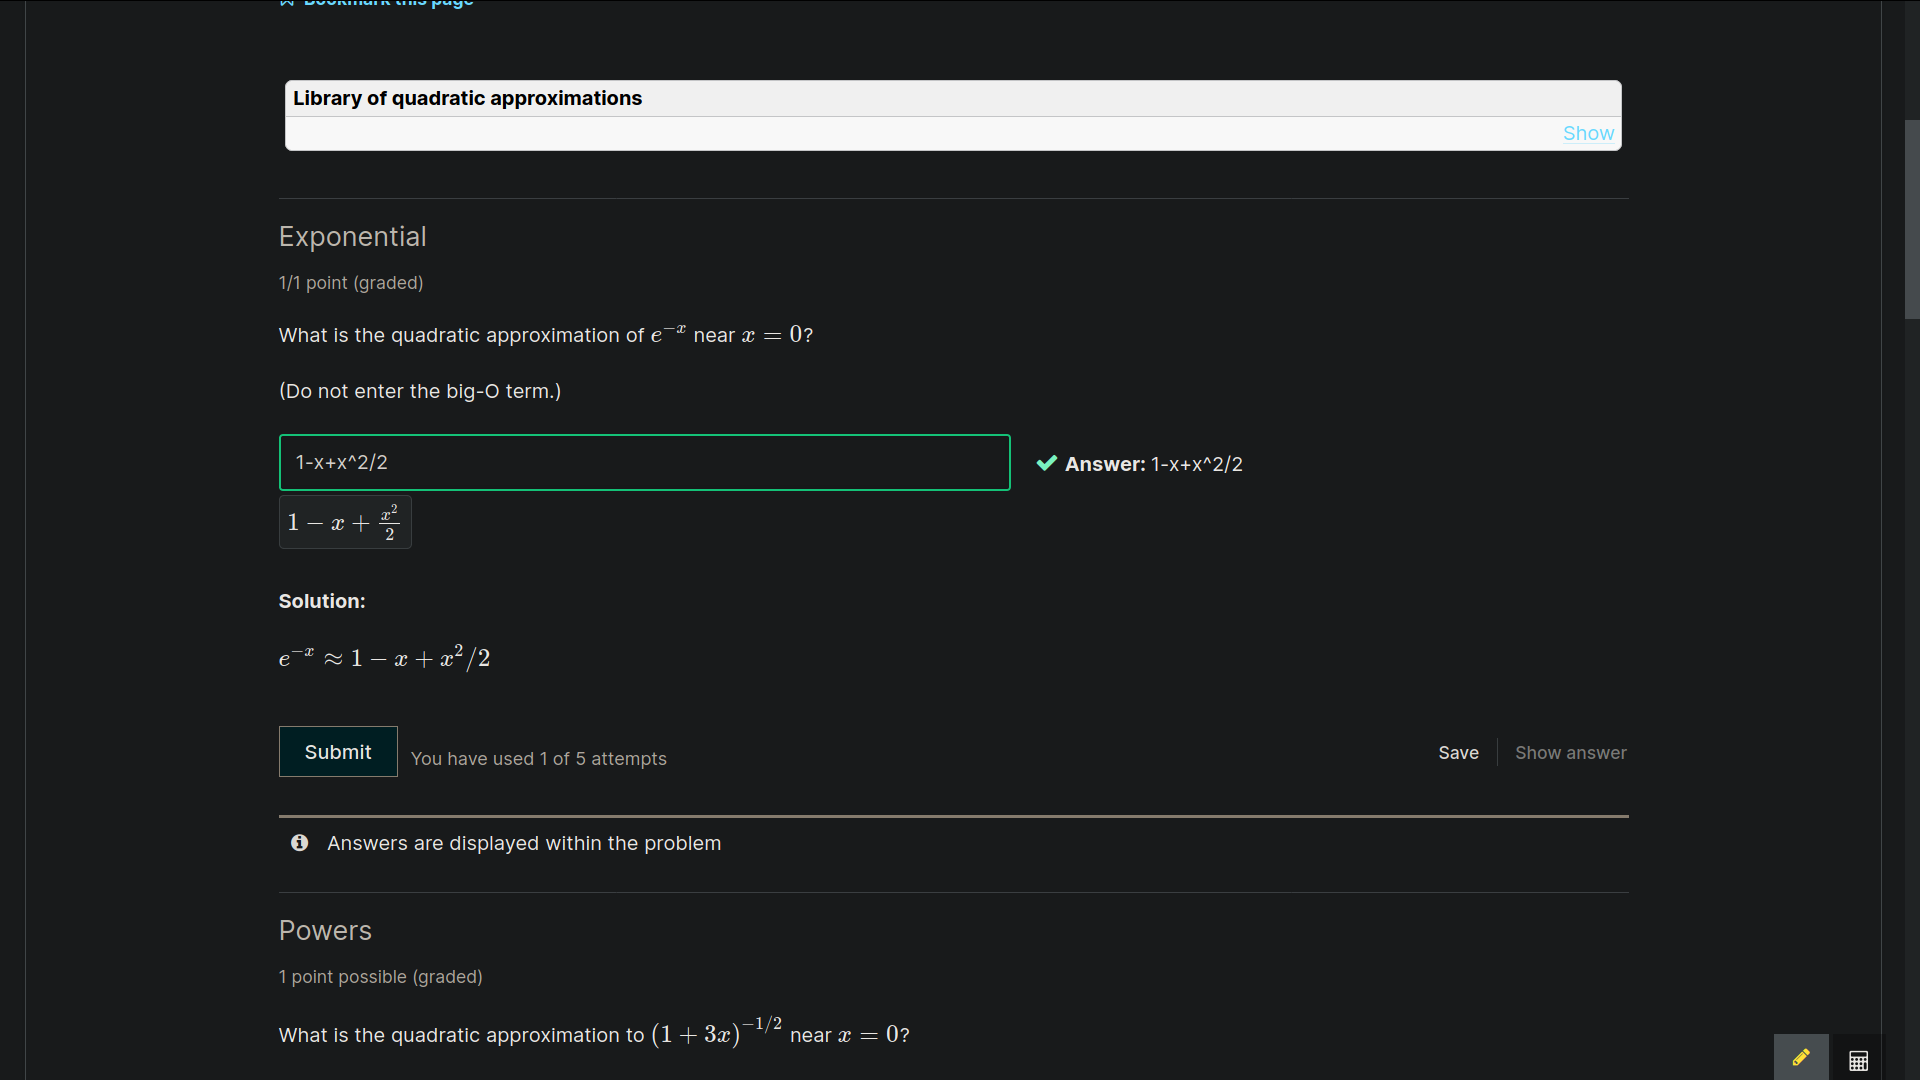 Bookmark this page
Library of quadratic approximations
Show
Exponential
1/1 point (graded)
What is the quadratic approximation of e^{-x} near x = 0?
(Do not enter the big-O term.)
1-x+x^2/2
Answer: 1-x+x^2/2
1 − x + \frac{x^2}{2}
Solution:
e^{-x} ≈ 1 − x + x^2/2
Submit
You have used 1 of 5 attempts
Save
Show answer
Answers are displayed within the problem
Powers
1 point possible (graded)
What is the quadratic approximation to (1 + 3x)^{-1/2} near x = 0?